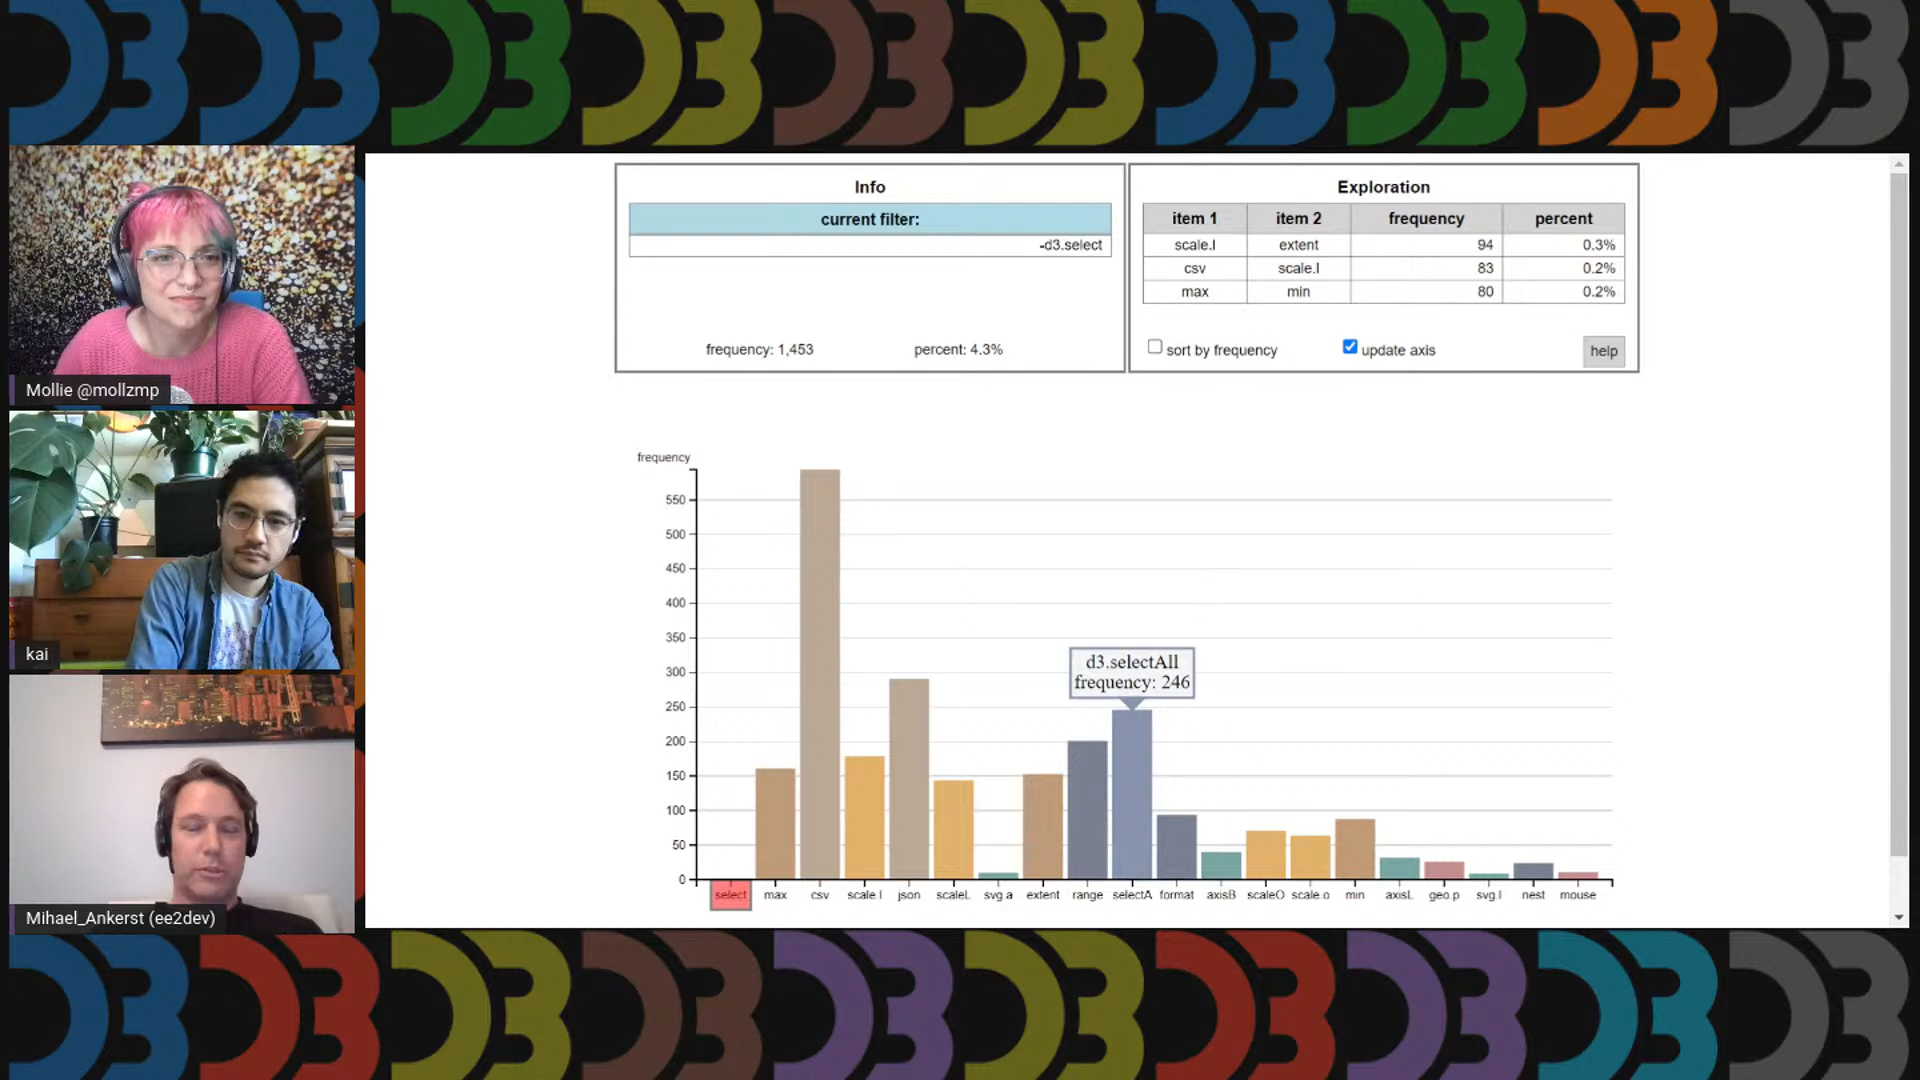 Mollie @mollzmp
kai
Mihael_Ankerst (ee2dev)
Info
current filter:
-d3.select
frequency: 1,453 percent: 4.3%
Exploration
item 1 item 2 frequency percent
scale.l extent 94 0.3%
csv scale.l 83 0.2%
max min 80 0.2%
sort by frequency update axis help
frequency
550
500
450
400
350
300
250
200
150
100
50
0
d3.selectAll
frequency: 246
select max csv scale.l json scaleL svg.a extent range selectA format axisB scaleO scale.o min axisL geo.p svg.l nest mouse